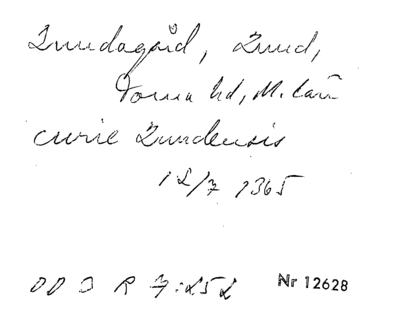 Lundagård, Lund,
Torna hd, M. län
curie Lundensis
12/7 1365
DD 3 R 7:252 Nr 12628